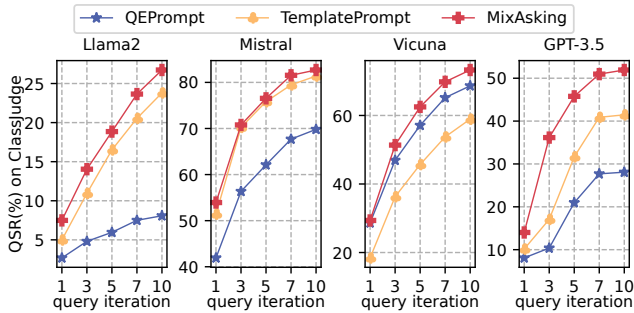 QEPrompt TemplatePrompt MixAsking
Llama2 Mistral Vicuna GPT-3.5
QSR(%) on ClassJudge
25
20
15
10
5
1 3 5 7 10
query iteration
80
70
60
50
40
1 3 5 7 10
query iteration
60
40
20
1 3 5 7 10
query iteration
50
40
30
20
10
1 3 5 7 10
query iteration